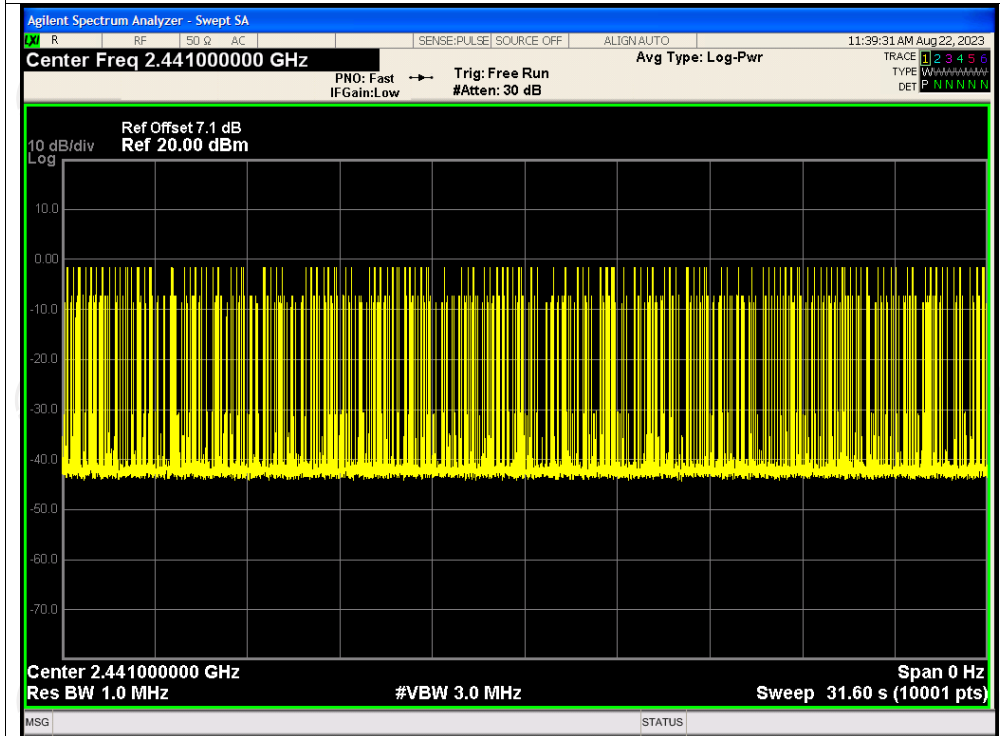 Agilent Spectrum Analyzer - Swept SA
LXI R RF 50 Ω AC SENSE:PULSE SOURCE OFF ALIGN AUTO 11:39:31 AM Aug 22, 2023
Center Freq 2.441000000 GHz Avg Type: Log-Pwr TRACE 1 2 3 4 5 6
PNO: Fast Trig: Free Run TYPE WWWWWW
IFGain:Low #Atten: 30 dB DET P N N N N N
Ref Offset 7.1 dB
10 dB/div Ref 20.00 dBm
Log
10.0
0.00
-10.0
-20.0
-30.0
-40.0
-50.0
-60.0
-70.0
Center 2.441000000 GHz Span 0 Hz
Res BW 1.0 MHz #VBW 3.0 MHz Sweep 31.60 s (10001 pts)
MSG STATUS